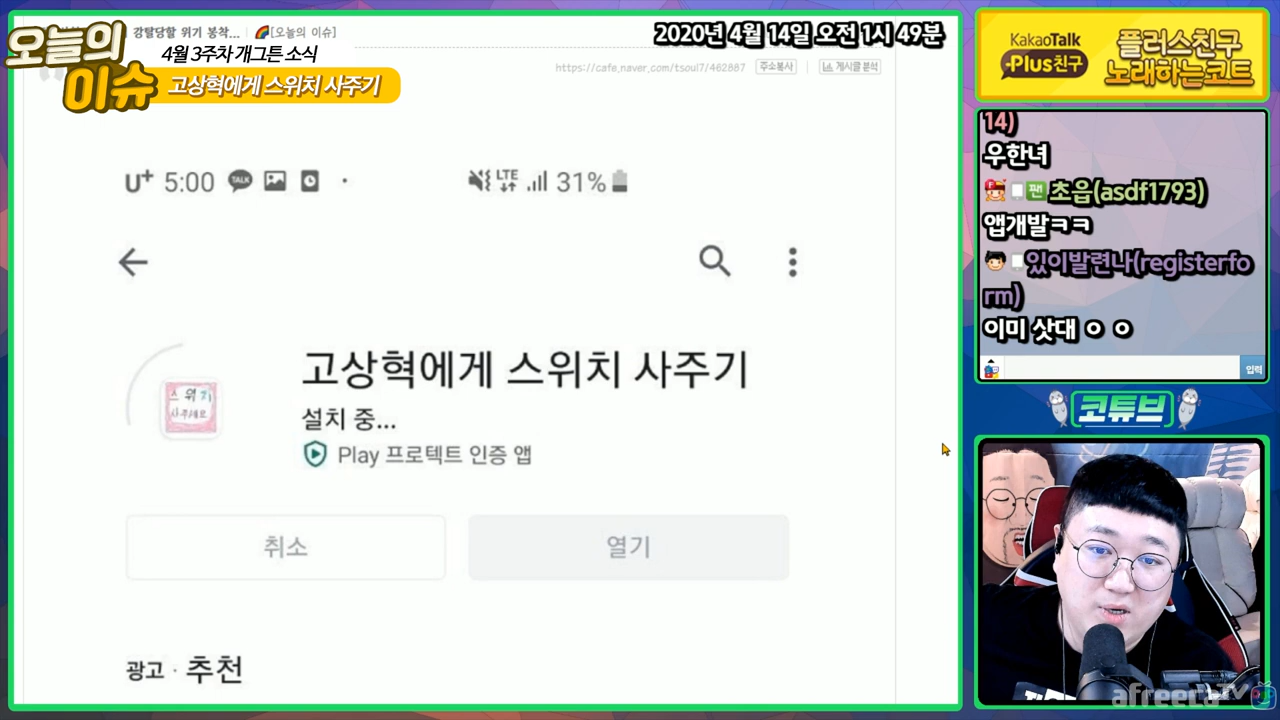 오늘의
이슈
강탈당할 위기 봉착... | 🌈[오늘의 이슈]
4월 3주차 개그튼 소식
고상혁에게 스위치 사주기
2020년 4월 14일 오전 1시 49분
https://cafe.naver.com/tsoul7/462887 주소복사 | 게시글 분석
U+ 5:00 TALK LTE 31%
고상혁에게 스위치 사주기
스위치
사주세요
설치 중...
Play 프로텍트 인증 앱
취소 열기
광고 · 추천
KakaoTalk
Plus친구
플러스친구
노래하는코트
14)
우한녀
F 팬 초읍(asdf1793)
앱개발ㅋㅋ
있이발련나(registerfo
rm)
이미 삿대 ㅇ ㅇ
입력
코튜브
afreecaTV